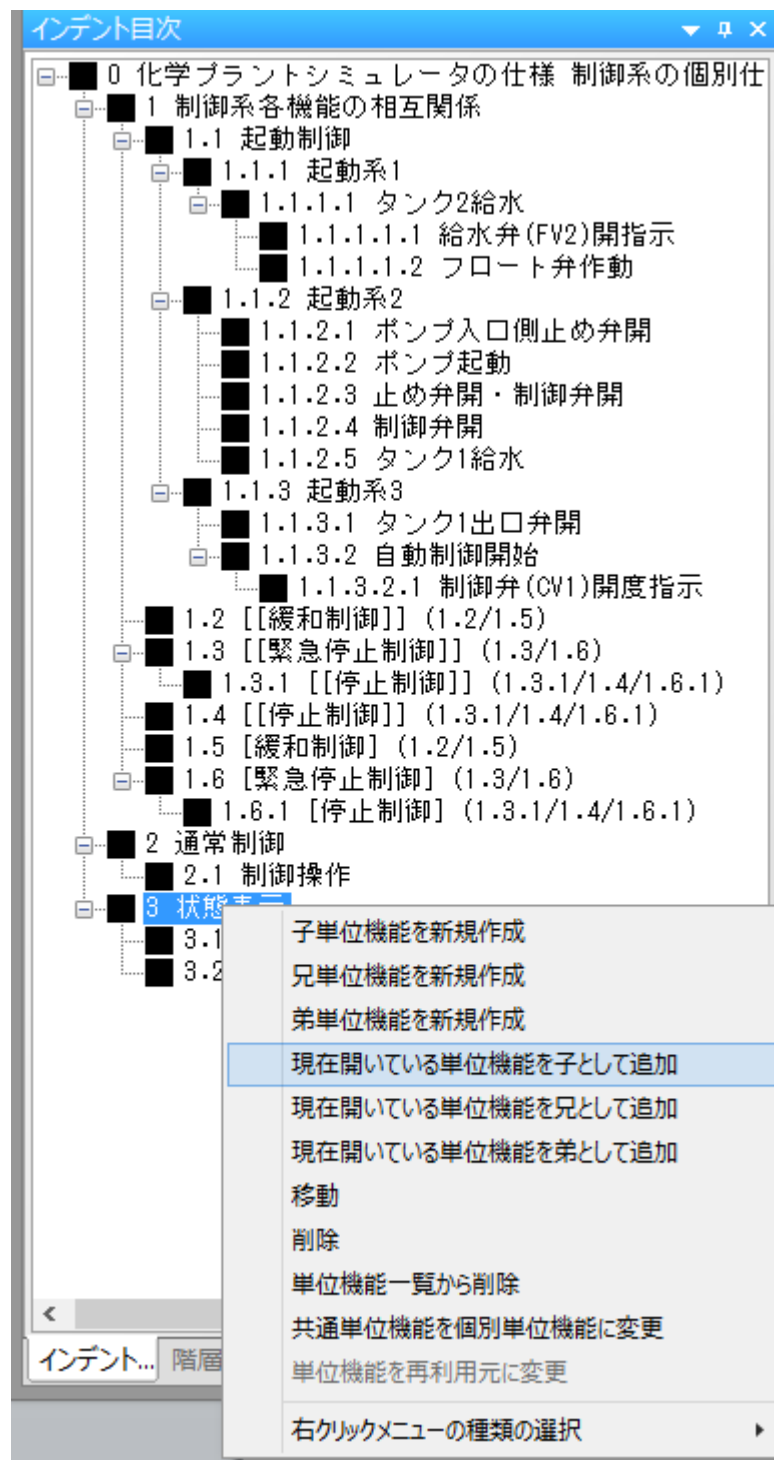 インデント目次
0 化学プラントシミュレータの仕様 制御系の個別仕
1 制御系各機能の相互関係
1.1 起動制御
1.1.1 起動系1
1.1.1.1 タンク2給水
1.1.1.1.1 給水弁(FV2)開指示
1.1.1.1.2 フロート弁作動
1.1.2 起動系2
1.1.2.1 ポンプ入口側止め弁開
1.1.2.2 ポンプ起動
1.1.2.3 止め弁開・制御弁開
1.1.2.4 制御弁開
1.1.2.5 タンク1給水
1.1.3 起動系3
1.1.3.1 タンク1出口弁開
1.1.3.2 自動制御開始
1.1.3.2.1 制御弁(CV1)開度指示
1.2 [[緩和制御]] (1.2/1.5)
1.3 [[緊急停止制御]] (1.3/1.6)
1.3.1 [[停止制御]] (1.3.1/1.4/1.6.1)
1.4 [[停止制御]] (1.3.1/1.4/1.6.1)
1.5 [緩和制御] (1.2/1.5)
1.6 [緊急停止制御] (1.3/1.6)
1.6.1 [停止制御] (1.3.1/1.4/1.6.1)
2 通常制御
2.1 制御操作
3 状態表示
3.1
3.2
子単位機能を新規作成
兄単位機能を新規作成
弟単位機能を新規作成
現在開いている単位機能を子として追加
現在開いている単位機能を兄として追加
現在開いている単位機能を弟として追加
移動
削除
単位機能一覧から削除
共通単位機能を個別単位機能に変更
単位機能を再利用元に変更
右クリックメニューの種類の選択
インデント... 階層